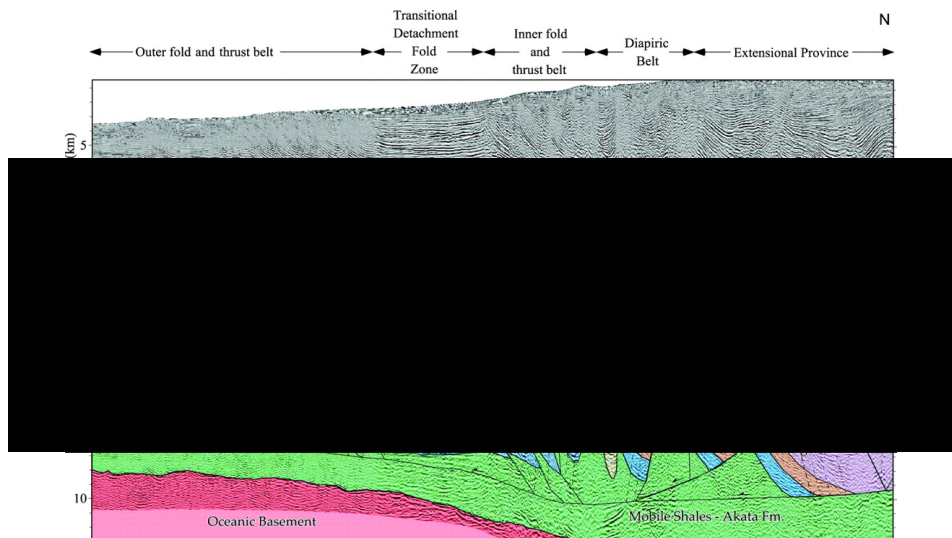 Transitional
Detachment
Fold
Zone
N
Outer fold and thrust belt
Inner fold
and
thrust belt
Diapiric
Belt
Extensional Province
5
(km)
10
Oceanic Basement
Mobile Shales - Akata Fm.